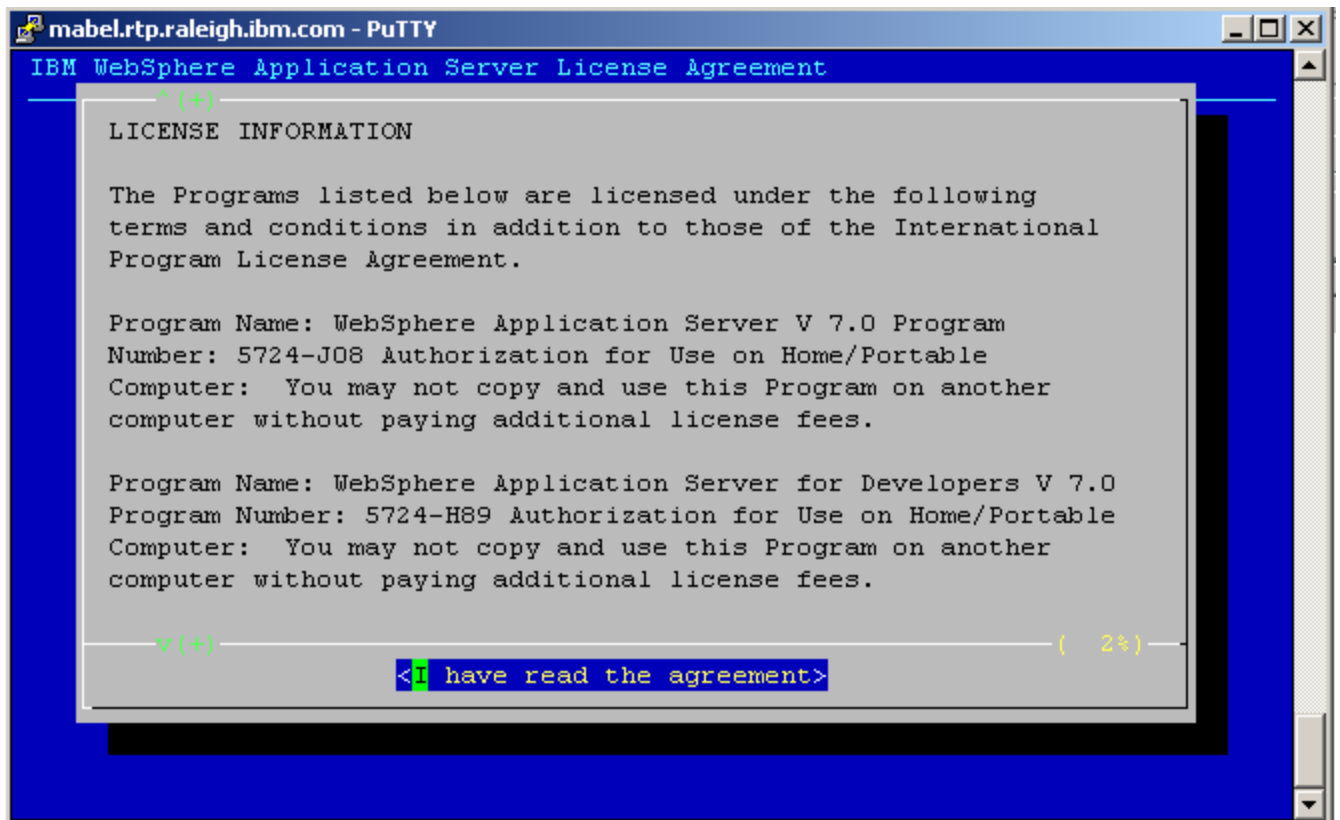 mabel.rtp.raleigh.ibm.com - PuTTY
IBM WebSphere Application Server License Agreement
^(+)
LICENSE INFORMATION
The Programs listed below are licensed under the following
terms and conditions in addition to those of the International
Program License Agreement.
Program Name: WebSphere Application Server V 7.0 Program
Number: 5724-J08 Authorization for Use on Home/Portable
Computer:  You may not copy and use this Program on another
computer without paying additional license fees.
Program Name: WebSphere Application Server for Developers V 7.0
Program Number: 5724-H89 Authorization for Use on Home/Portable
Computer:  You may not copy and use this Program on another
computer without paying additional license fees.
v(+) (  2%)
<I have read the agreement>